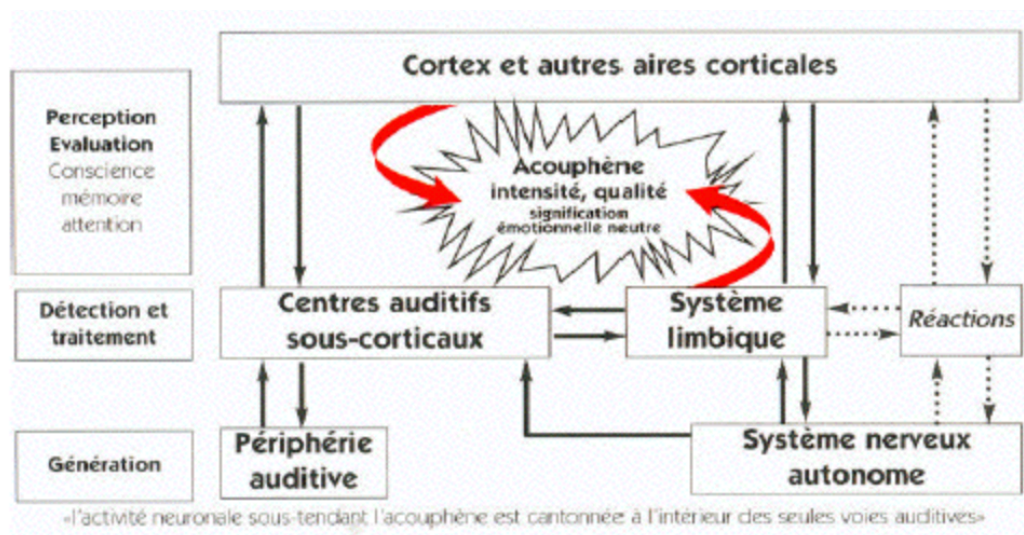 Cortex et autres aires corticales
Perception
Evaluation
Conscience
mémoire
attention
Acouphène
intensité, qualité
signification
émotionnelle neutre
Détection et
traitement
Centres auditifs
sous-corticaux
Système
limbique
Réactions
Génération
Périphérie
auditive
Système nerveux
autonome
«l'activité neuronale sous-tendant l'acouphène est cantonnée à l'intérieur des seules voies auditives»